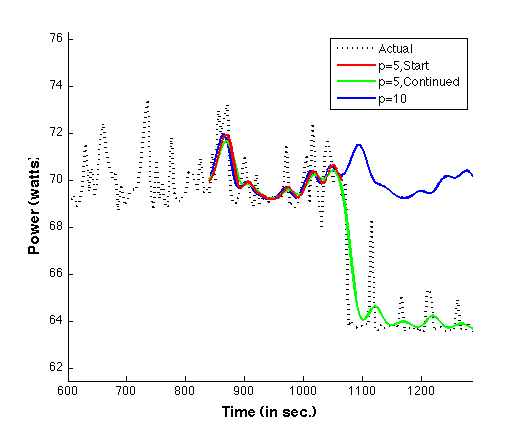 76
74
72
70
68
66
64
62
Power (watts)
600
700
800
900
1000
1100
1200
Time (in sec.)
Actual
p=5,Start
p=5,Continued
p=10